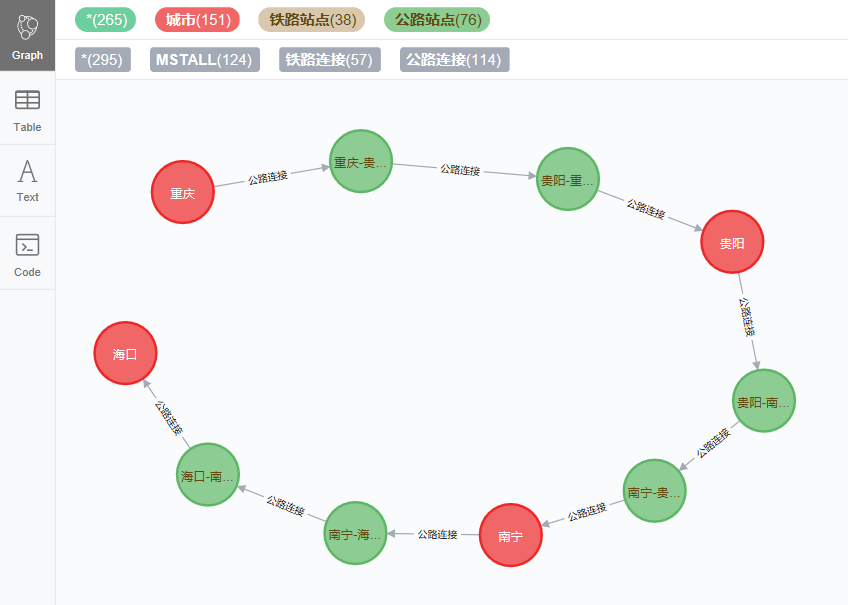 *(265) 城市(151) 铁路站点(38) 公路站点(76)
*(295) MSTALL(124) 铁路连接(57) 公路连接(114)
Graph
Table
Text
Code
重庆
公路连接
重庆-贵...
公路连接
贵阳-重...
公路连接
贵阳
公路连接
贵阳-南...
公路连接
南宁-贵...
公路连接
南宁
公路连接
南宁-海...
公路连接
海口-南...
公路连接
海口